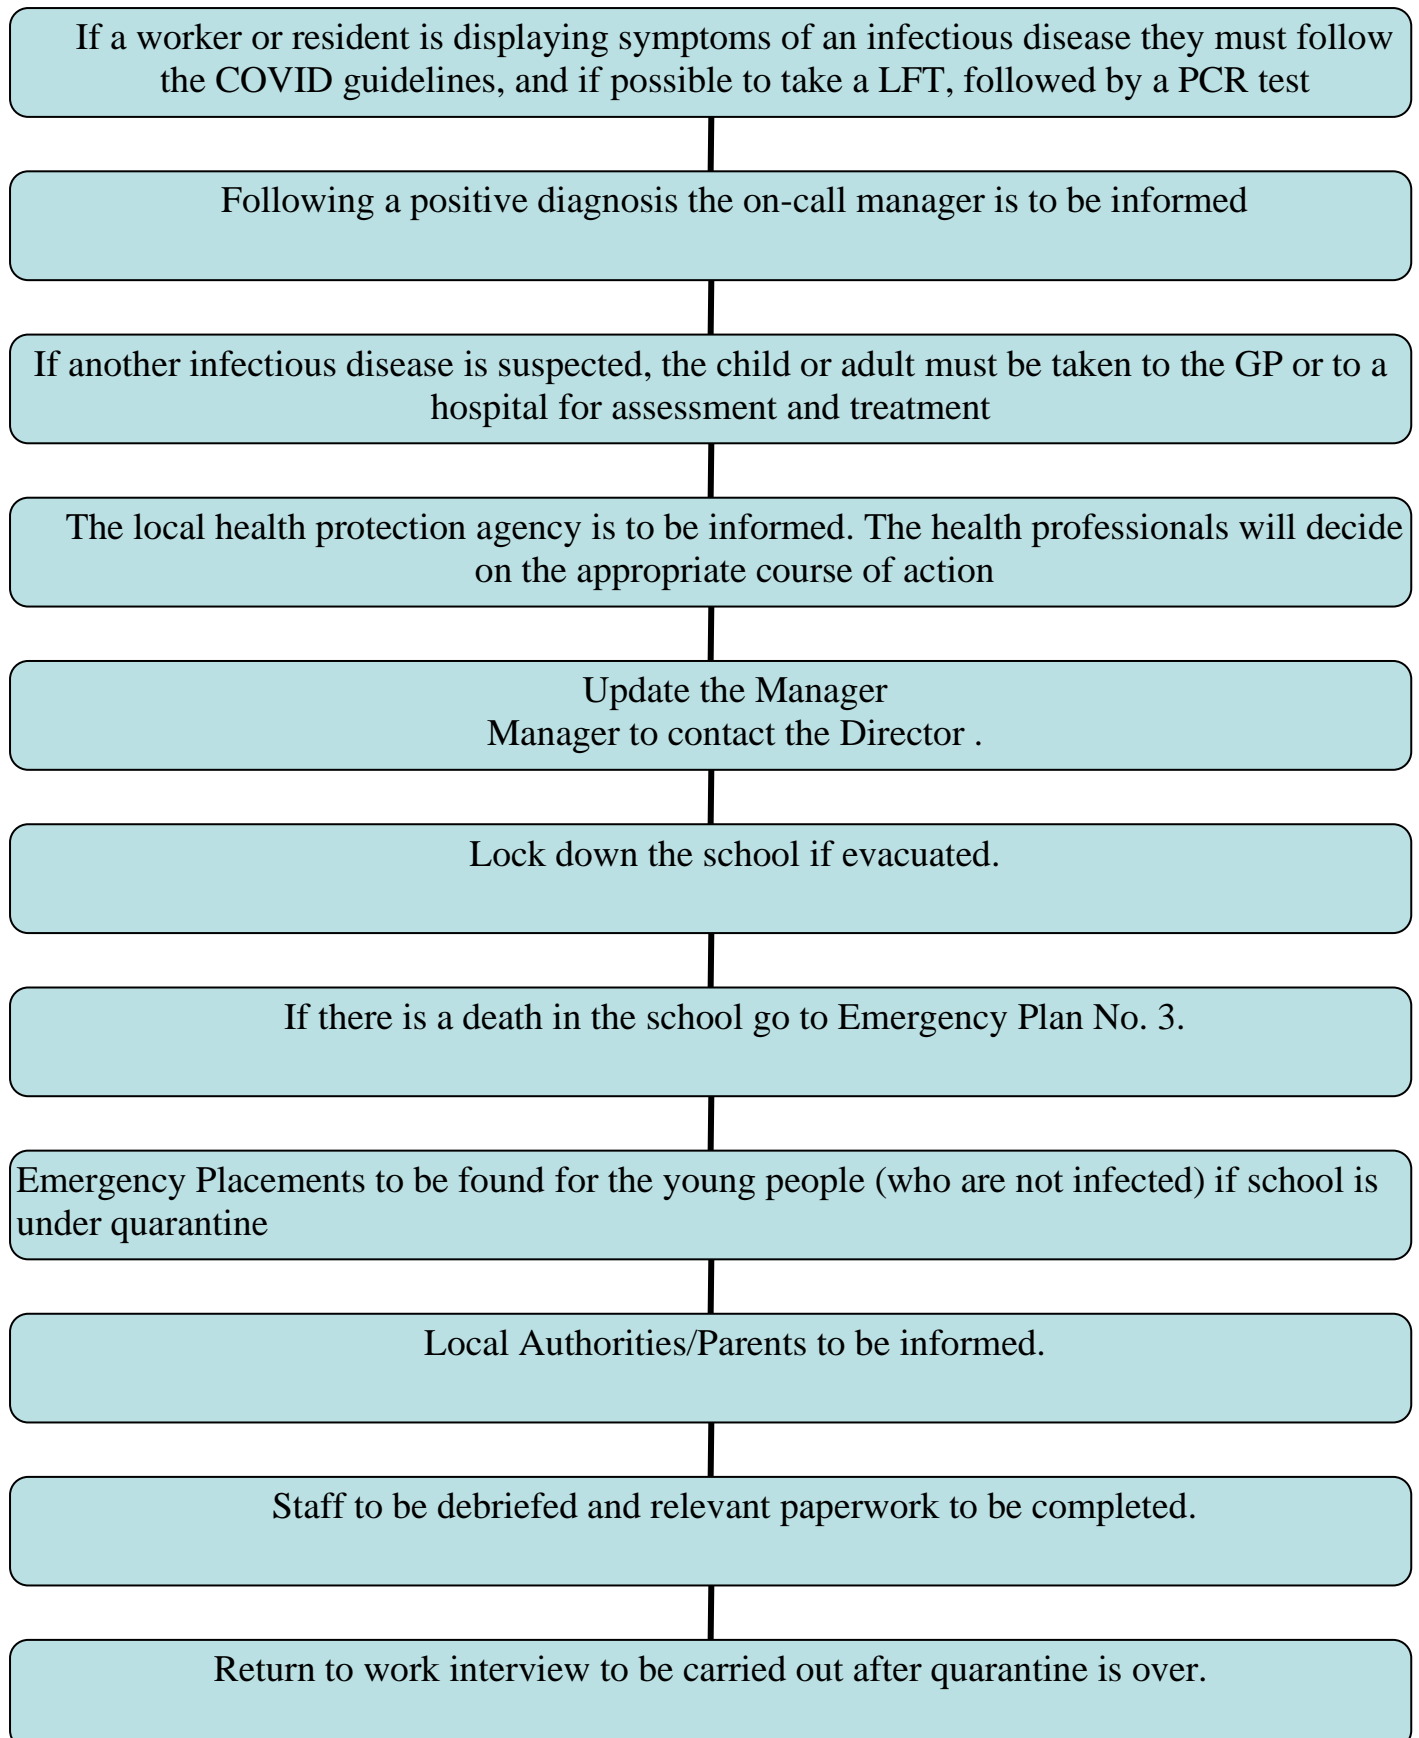 If a worker or resident is displaying symptoms of an infectious disease they must follow
the COVID guidelines, and if possible to take a LFT, followed by a PCR test
Following a positive diagnosis the on-call manager is to be informed
If another infectious disease is suspected, the child or adult must be taken to the GP or to a
hospital for assessment and treatment
The local health protection agency is to be informed. The health professionals will decide
on the appropriate course of action
Update the Manager
Manager to contact the Director .
Lock down the school if evacuated.
If there is a death in the school go to Emergency Plan No. 3.
Emergency Placements to be found for the young people (who are not infected) if school is
under quarantine
Local Authorities/Parents to be informed.
Staff to be debriefed and relevant paperwork to be completed.
Return to work interview to be carried out after quarantine is over.